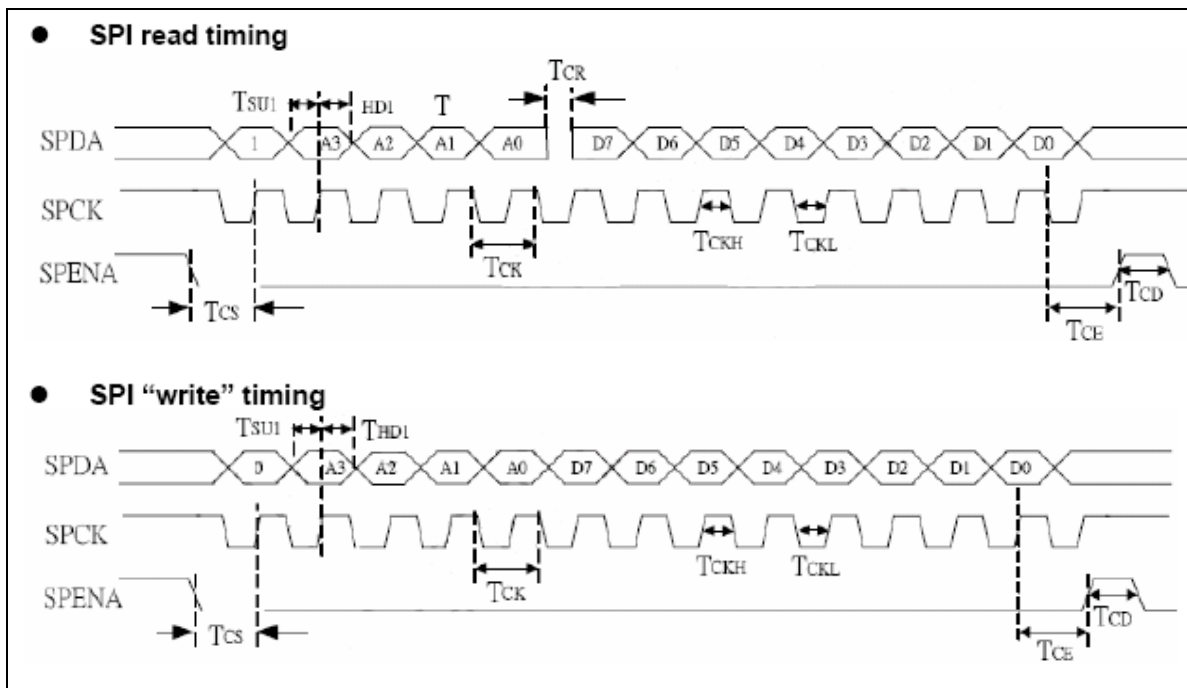 ● SPI read timing
TCR
TSU1 HD1 T
SPDA 1 A3 A2 A1 A0 D7 D6 D5 D4 D3 D2 D1 D0
SPCK
TCK TCKH TCKL
SPENA
TCS TCD
TCE
● SPI “write” timing
TSU1 THD1
SPDA 0 A3 A2 A1 A0 D7 D6 D5 D4 D3 D2 D1 D0
SPCK
TCK TCKH TCKL
SPENA
TCS TCD
TCE